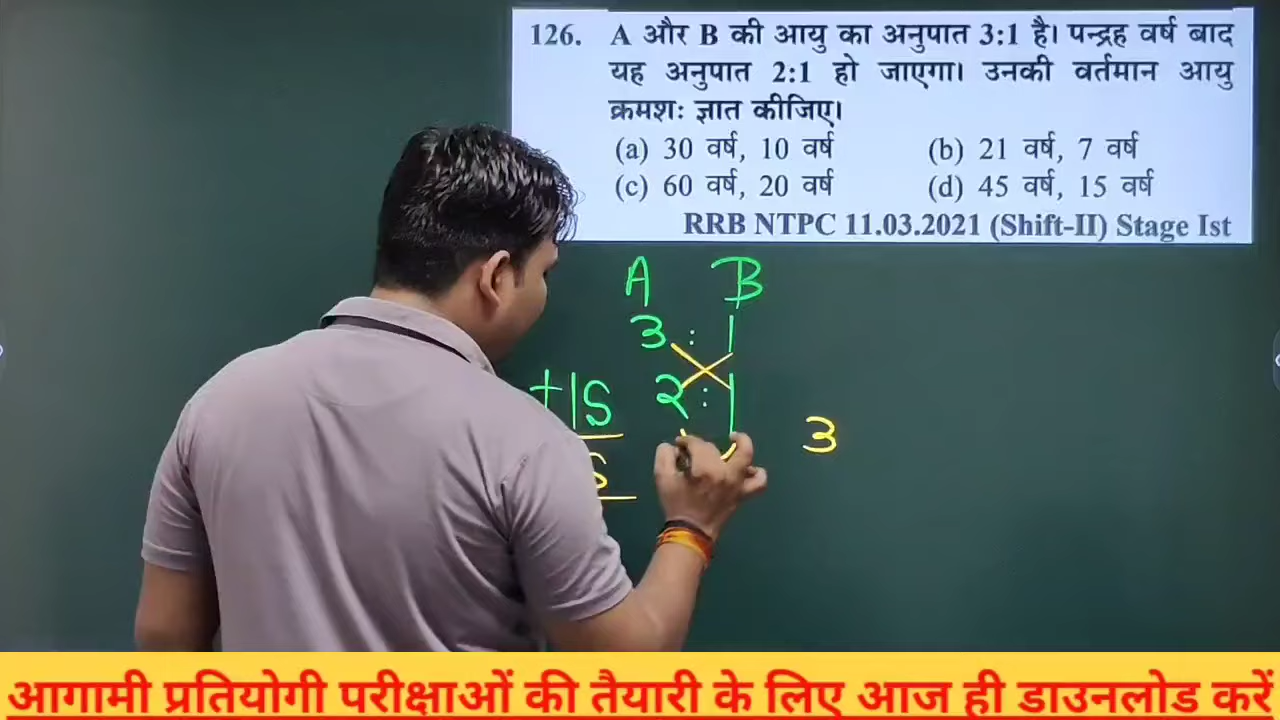 126. A और B की आयु का अनुपात 3:1 है। पन्द्रह वर्ष बाद
यह अनुपात 2:1 हो जाएगा। उनकी वर्तमान आयु
क्रमशः ज्ञात कीजिए।
(a) 30 वर्ष, 10 वर्ष (b) 21 वर्ष, 7 वर्ष
(c) 60 वर्ष, 20 वर्ष (d) 45 वर्ष, 15 वर्ष
RRB NTPC 11.03.2021 (Shift-II) Stage Ist
A B
3 : 1
+15 2 : 1
3
आगामी प्रतियोगी परीक्षाओं की तैयारी के लिए आज ही डाउनलोड करें